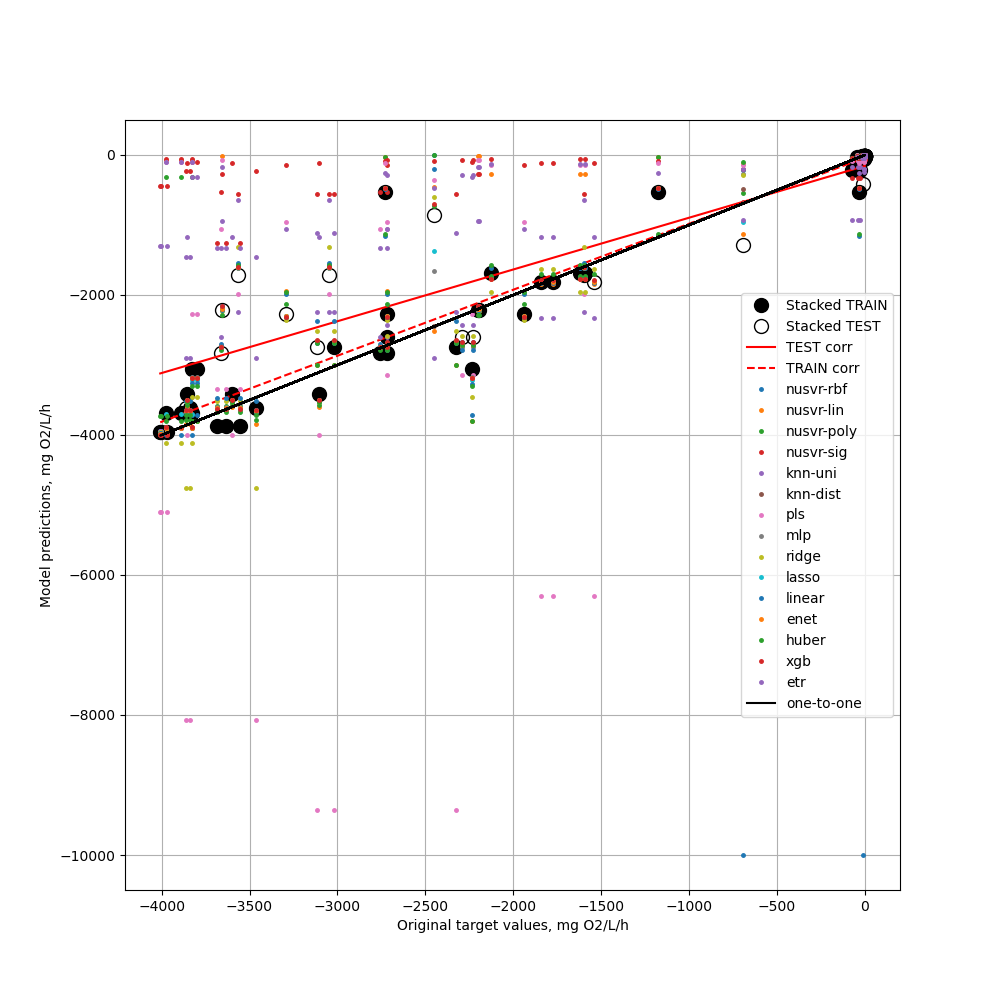 0
−2000
−4000
−6000
−8000
−10000
Model predictions, mg O2/L/h
−4000 −3500 −3000 −2500 −2000 −1500 −1000 −500 0
Original target values, mg O2/L/h
Stacked TRAIN
Stacked TEST
TEST corr
TRAIN corr
nusvr-rbf
nusvr-lin
nusvr-poly
nusvr-sig
knn-uni
knn-dist
pls
mlp
ridge
lasso
linear
enet
huber
xgb
etr
one-to-one